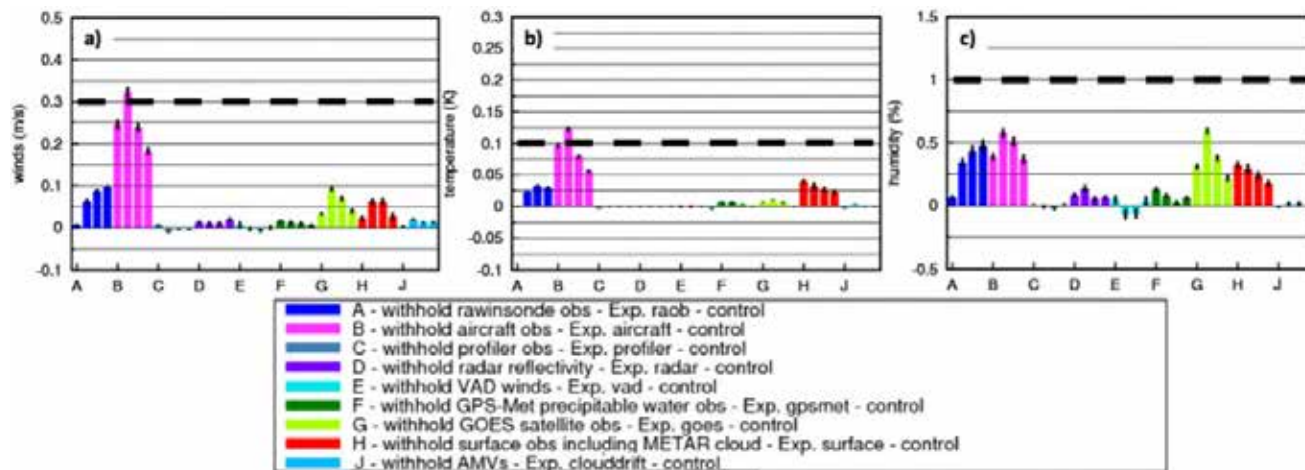 a)
winds (m/s)
0.5
0.4
0.3
0.2
0.1
0
-0.1
A B C D E F G H J
b)
temperature (K)
0.3
0.25
0.2
0.15
0.1
0.05
0
-0.05
-0.1
A B C D E F G H J
c)
humidity (%)
1.5
1
0.5
0
-0.5
A B C D E F G H J
A - withhold rawinsonde obs - Exp. raob - control
B - withhold aircraft obs - Exp. aircraft - control
C - withhold profiler obs - Exp. profiler - control
D - withhold radar reflectivity - Exp. radar - control
E - withhold VAD winds - Exp. vad - control
F - withhold GPS-Met precipitable water obs - Exp. gpsmet - control
G - withhold GOES satellite obs - Exp. goes - control
H - withhold surface obs including METAR cloud - Exp. surface - control
J - withhold AMVs - Exp. clouddrift - control